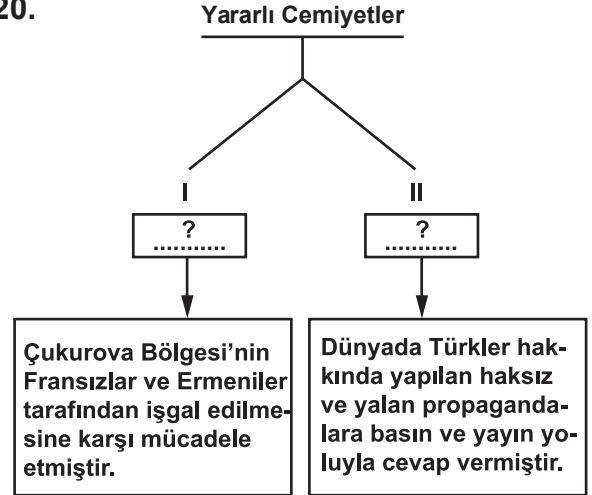 20.
Yararlı Cemiyetler
I
?
...........
Çukurova Bölgesi’nin
Fransızlar ve Ermeniler
tarafından işgal edilme-
sine karşı mücadele
etmiştir.
II
?
...........
Dünyada Türkler hak-
kında yapılan haksız
ve yalan propaganda-
lara basın ve yayın yo-
luyla cevap vermiştir.